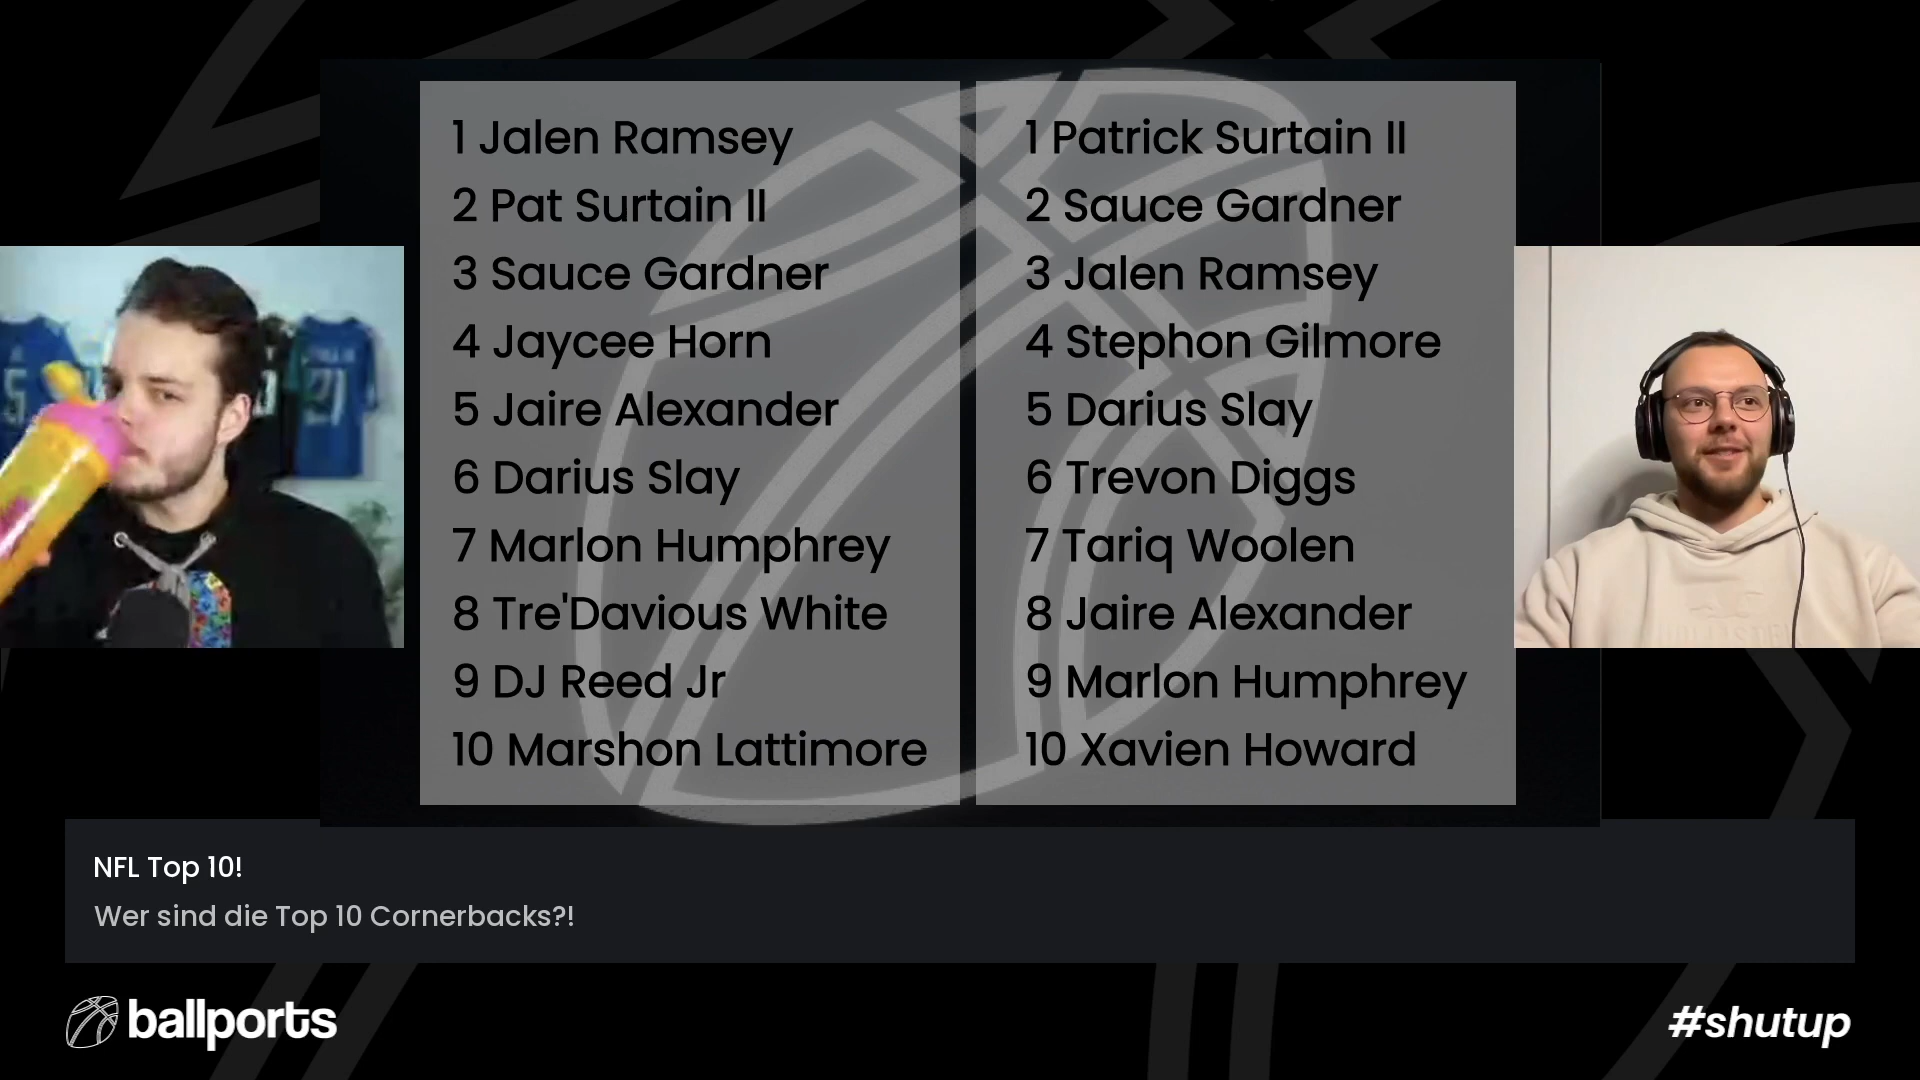 1 Jalen Ramsey
2 Pat Surtain II
3 Sauce Gardner
4 Jaycee Horn
5 Jaire Alexander
6 Darius Slay
7 Marlon Humphrey
8 Tre'Davious White
9 DJ Reed Jr
10 Marshon Lattimore
1 Patrick Surtain II
2 Sauce Gardner
3 Jalen Ramsey
4 Stephon Gilmore
5 Darius Slay
6 Trevon Diggs
7 Tariq Woolen
8 Jaire Alexander
9 Marlon Humphrey
10 Xavien Howard
5
21
NFL Top 10!
Wer sind die Top 10 Cornerbacks?!
ballports
#shutup